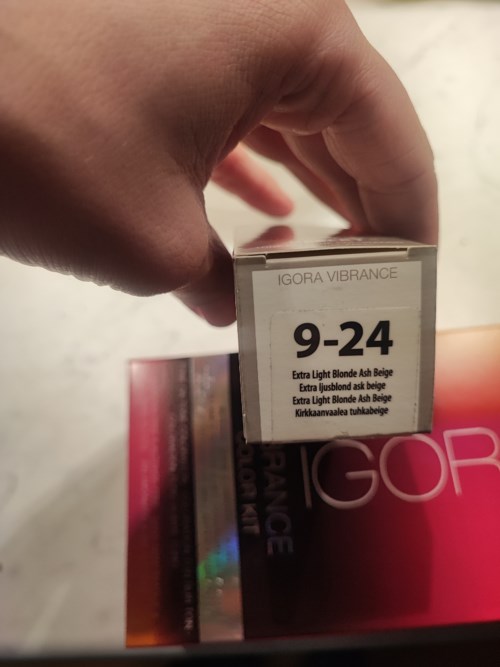 IGORA VIBRANCE
9-24
Extra Light Blonde Ash Beige
Extra ljusblond ask beige
Extra Light Blonde Ash Beige
Kirkkaanvaalea tuhkabeige
IGOR
RANCE
OLOR KIT